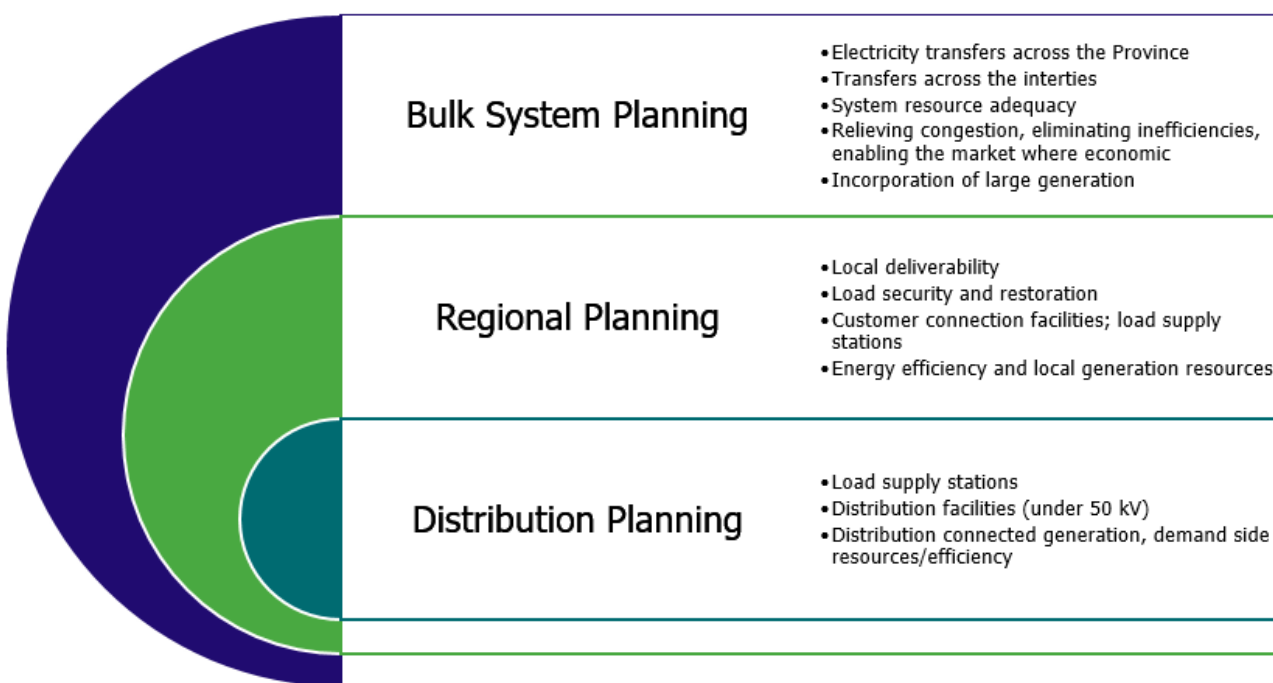 Bulk System Planning
•Electricity transfers across the Province
•Transfers across the interties
•System resource adequacy
•Relieving congestion, eliminating inefficiencies,
enabling the market where economic
•Incorporation of large generation
Regional Planning
•Local deliverability
•Load security and restoration
•Customer connection facilities; load supply
stations
•Energy efficiency and local generation resources
Distribution Planning
•Load supply stations
•Distribution facilities (under 50 kV)
•Distribution connected generation, demand side
resources/efficiency